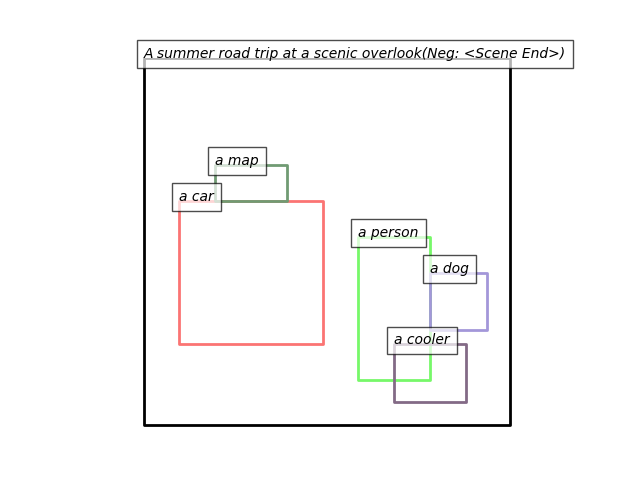 A summer road trip at a scenic overlook(Neg: <Scene End>)
a map
a car
a person
a dog
a cooler